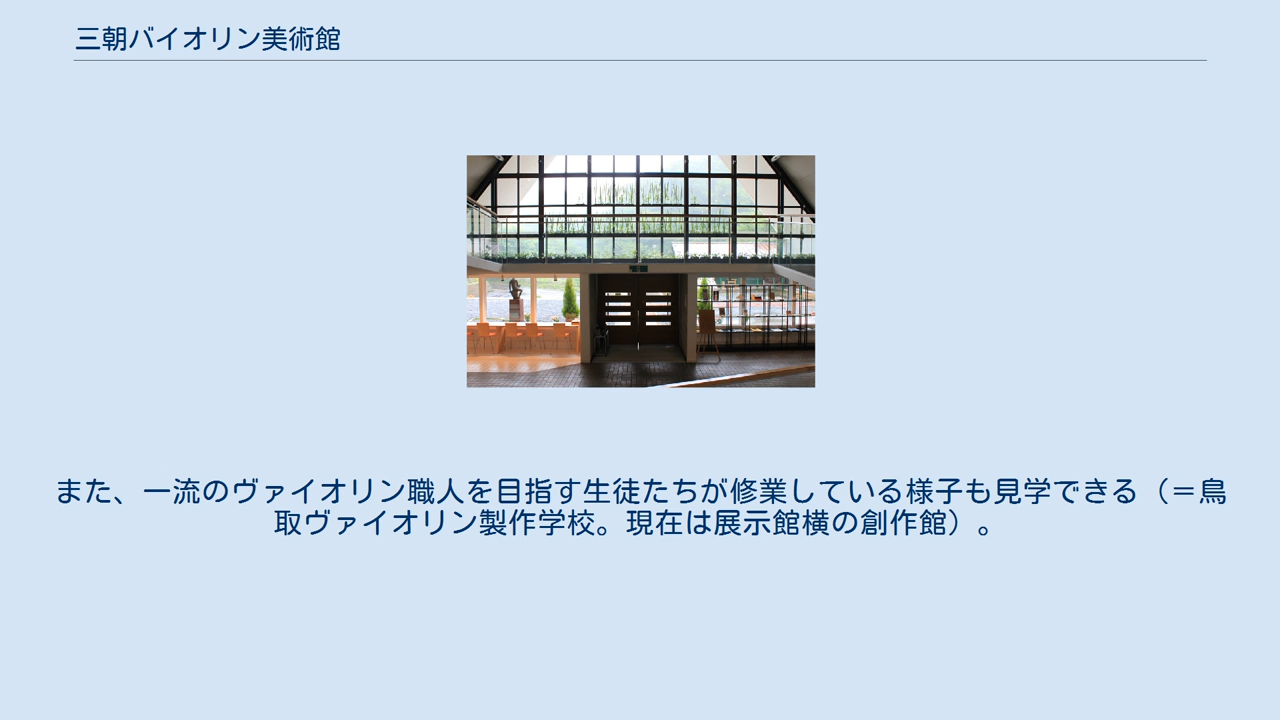 三朝バイオリン美術館
また、一流のヴァイオリン職人を目指す生徒たちが修業している様子も見学できる（＝鳥
取ヴァイオリン製作学校。現在は展示館横の創作館）。